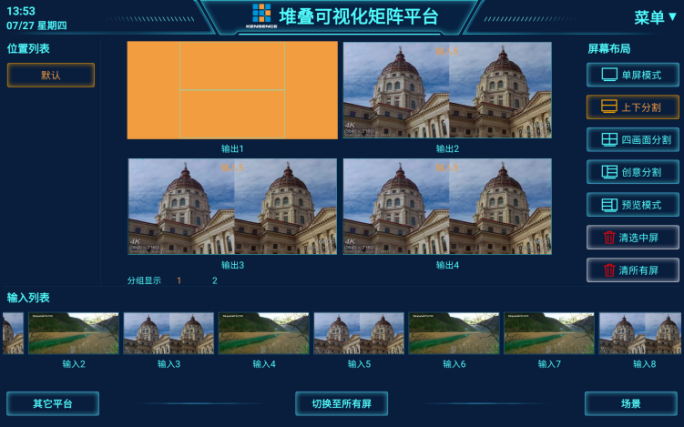 13:53
07/27 星期四
KENSENCE
堆叠可视化矩阵平台
菜单
位置列表
默认
输出1
输出2
输出3
输出4
4K
4K
4K
分组显示 1 2
屏幕布局
单屏模式
上下分割
四画面分割
创意分割
预览模式
清选中屏
清所有屏
输入列表
输入2
输入3
输入4
输入5
输入6
输入7
输入8
其它平台
切换至所有屏
场景